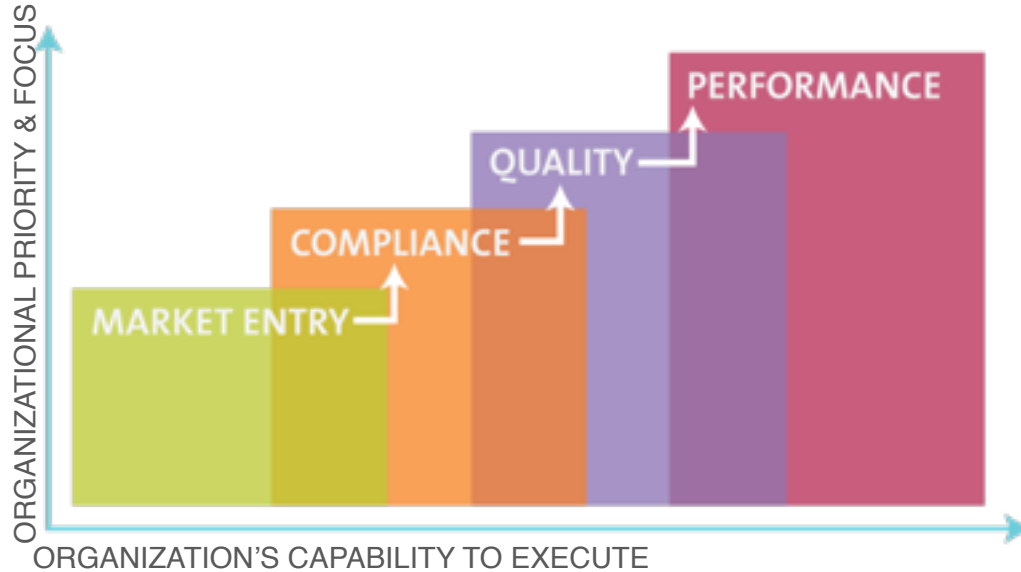 ORGANIZATIONAL PRIORITY & FOCUS
PERFORMANCE
QUALITY
COMPLIANCE
MARKET ENTRY
ORGANIZATION'S CAPABILITY TO EXECUTE